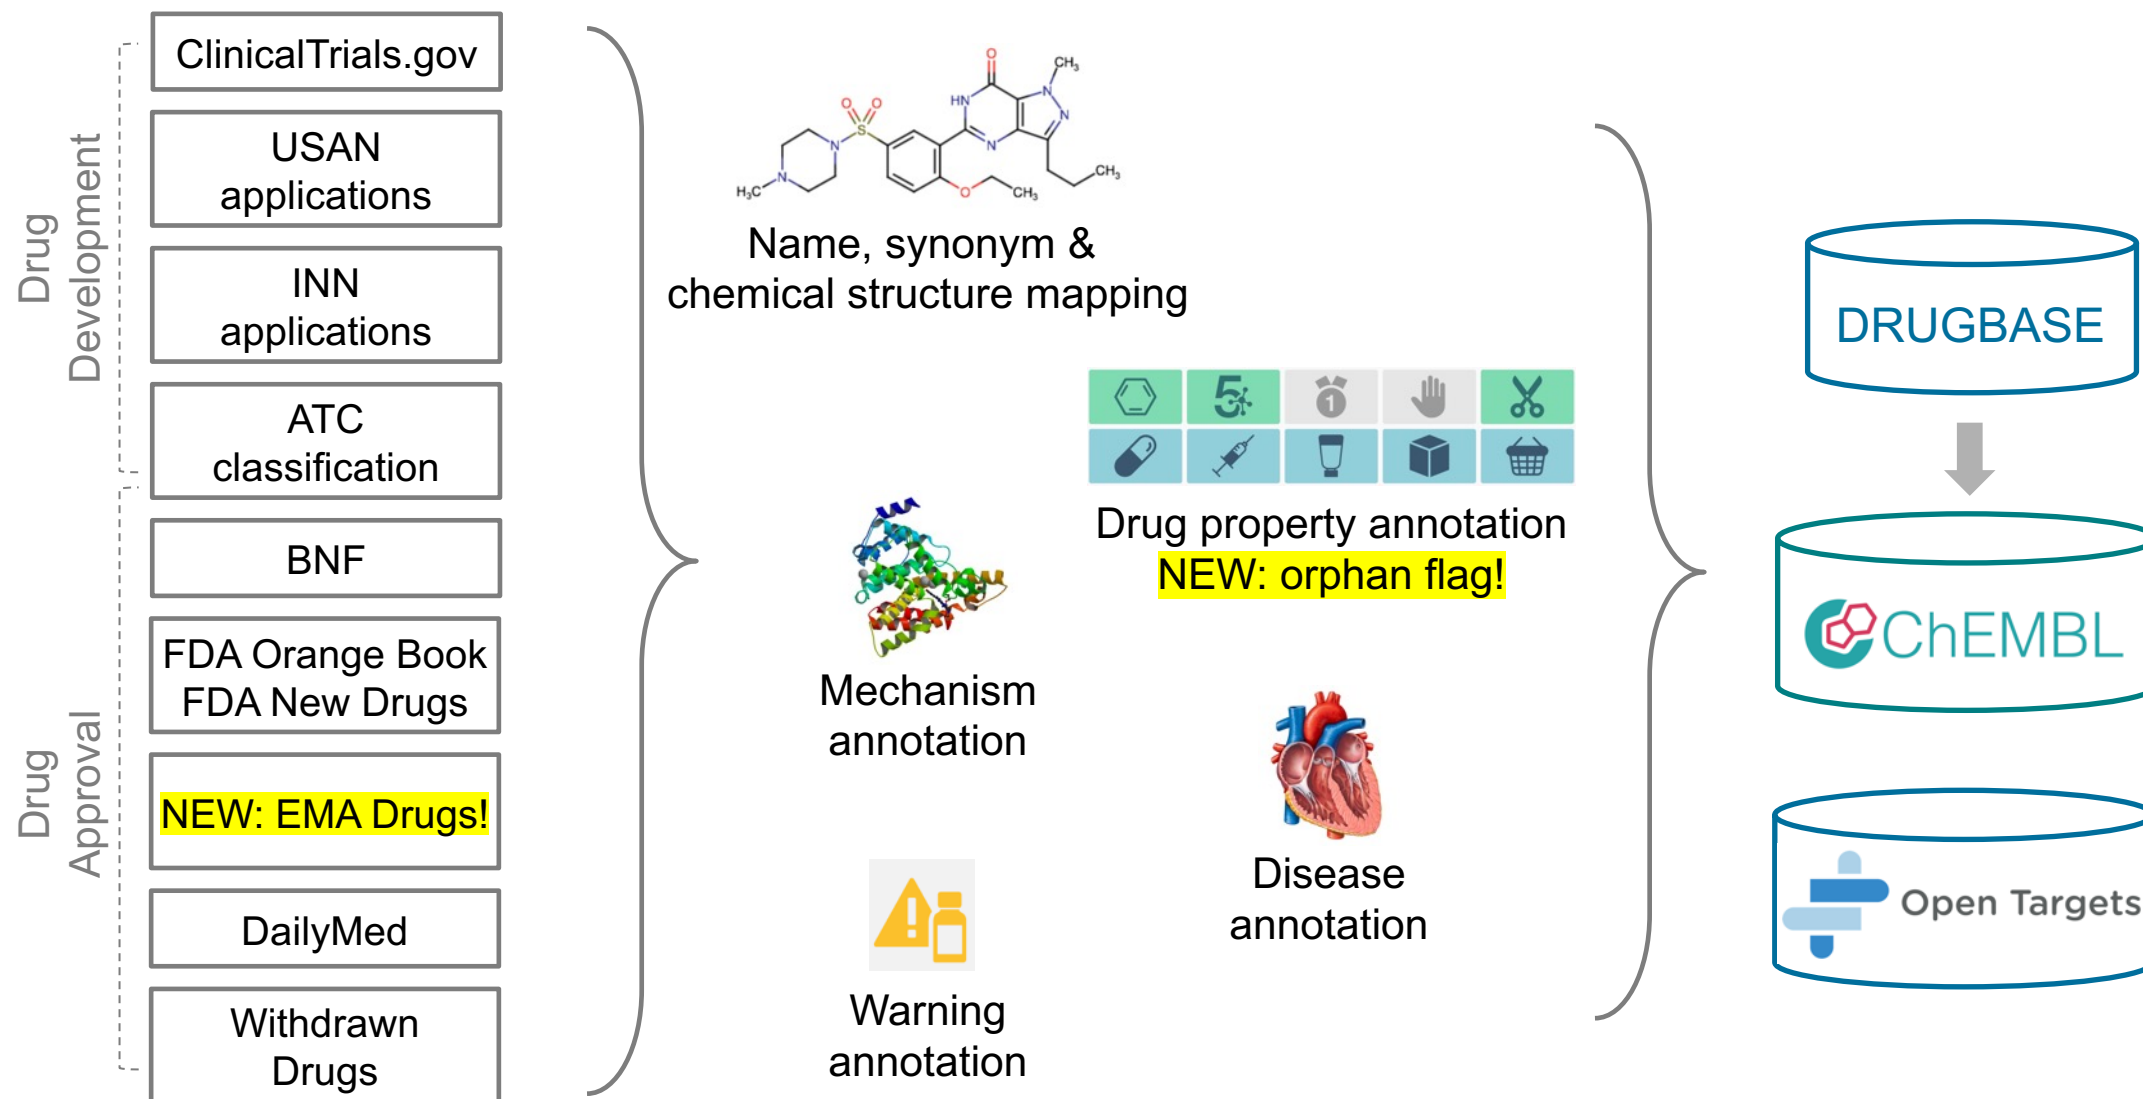 Drug
Development
Drug
Approval
ClinicalTrials.gov
USAN
applications
INN
applications
ATC
classification
BNF
FDA Orange Book
FDA New Drugs
NEW: EMA Drugs!
DailyMed
Withdrawn
Drugs
O
CH₃
HN
N
N
N
O
O
S
N
N
H₃C
O
CH₃
CH₃
Name, synonym &
chemical structure mapping
5
1
Drug property annotation
NEW: orphan flag!
Mechanism
annotation
Disease
annotation
Warning
annotation
DRUGBASE
ChEMBL
Open Targets